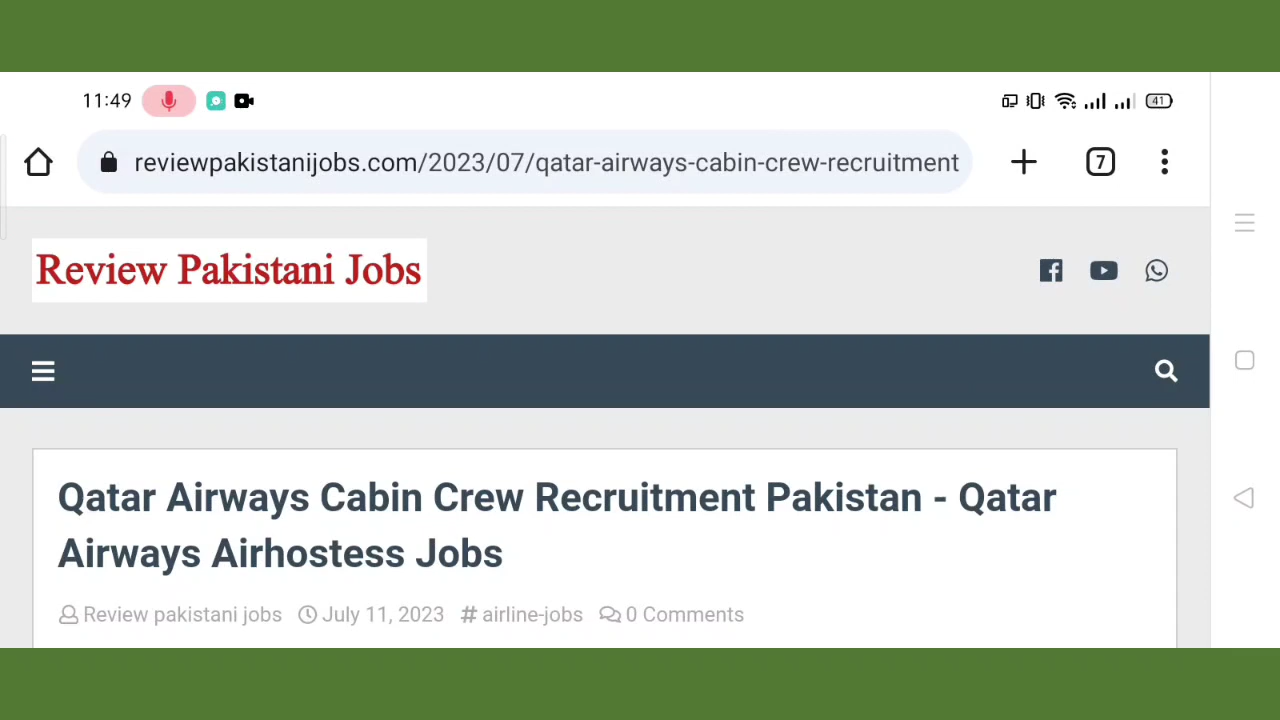 11:49
41
reviewpakistanijobs.com/2023/07/qatar-airways-cabin-crew-recruitment
7
Review Pakistani Jobs
Qatar Airways Cabin Crew Recruitment Pakistan - Qatar
Airways Airhostess Jobs
Review pakistani jobs July 11, 2023 # airline-jobs 0 Comments